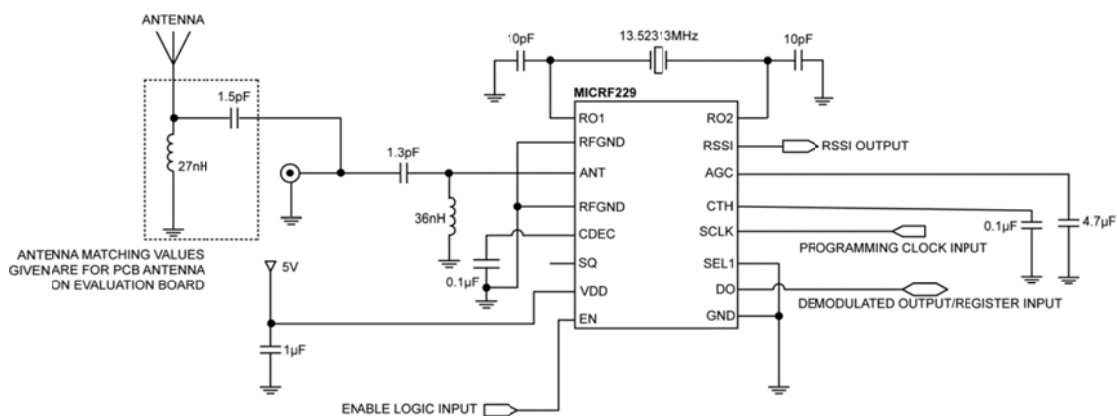 ANTENNA
1.5pF
27nH
ANTENNA MATCHING VALUES
GIVEN ARE FOR PCB ANTENNA
ON EVALUATION BOARD
5V
1µF
1.3pF
36nH
0.1µF
ENABLE LOGIC INPUT
10pF
13.52313MHz
10pF
MICRF229
RO1
RFGND
ANT
RFGND
CDEC
SQ
VDD
EN
RO2
RSSI
AGC
CTH
SCLK
SEL1
DO
GND
RSSI OUTPUT
PROGRAMMING CLOCK INPUT
0.1µF
4.7µF
DEMODULATED OUTPUT/REGISTER INPUT